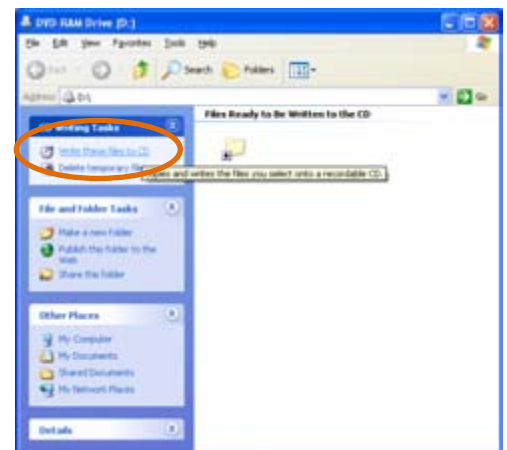 DVD-RAM Drive (D:)
File Edit View Favorites Tools Help
Back Search Folders
Address D:\ Go
Files Ready to Be Written to the CD
Writing Tasks
Write these files to CD
Delete temporary
and writes the files you select onto a recordable CD.
File and Folder Tasks
Make a new folder
Publish this folder to the
Web
Share this folder
Other Places
My Computer
My Documents
Shared Documents
My Network Places
Details